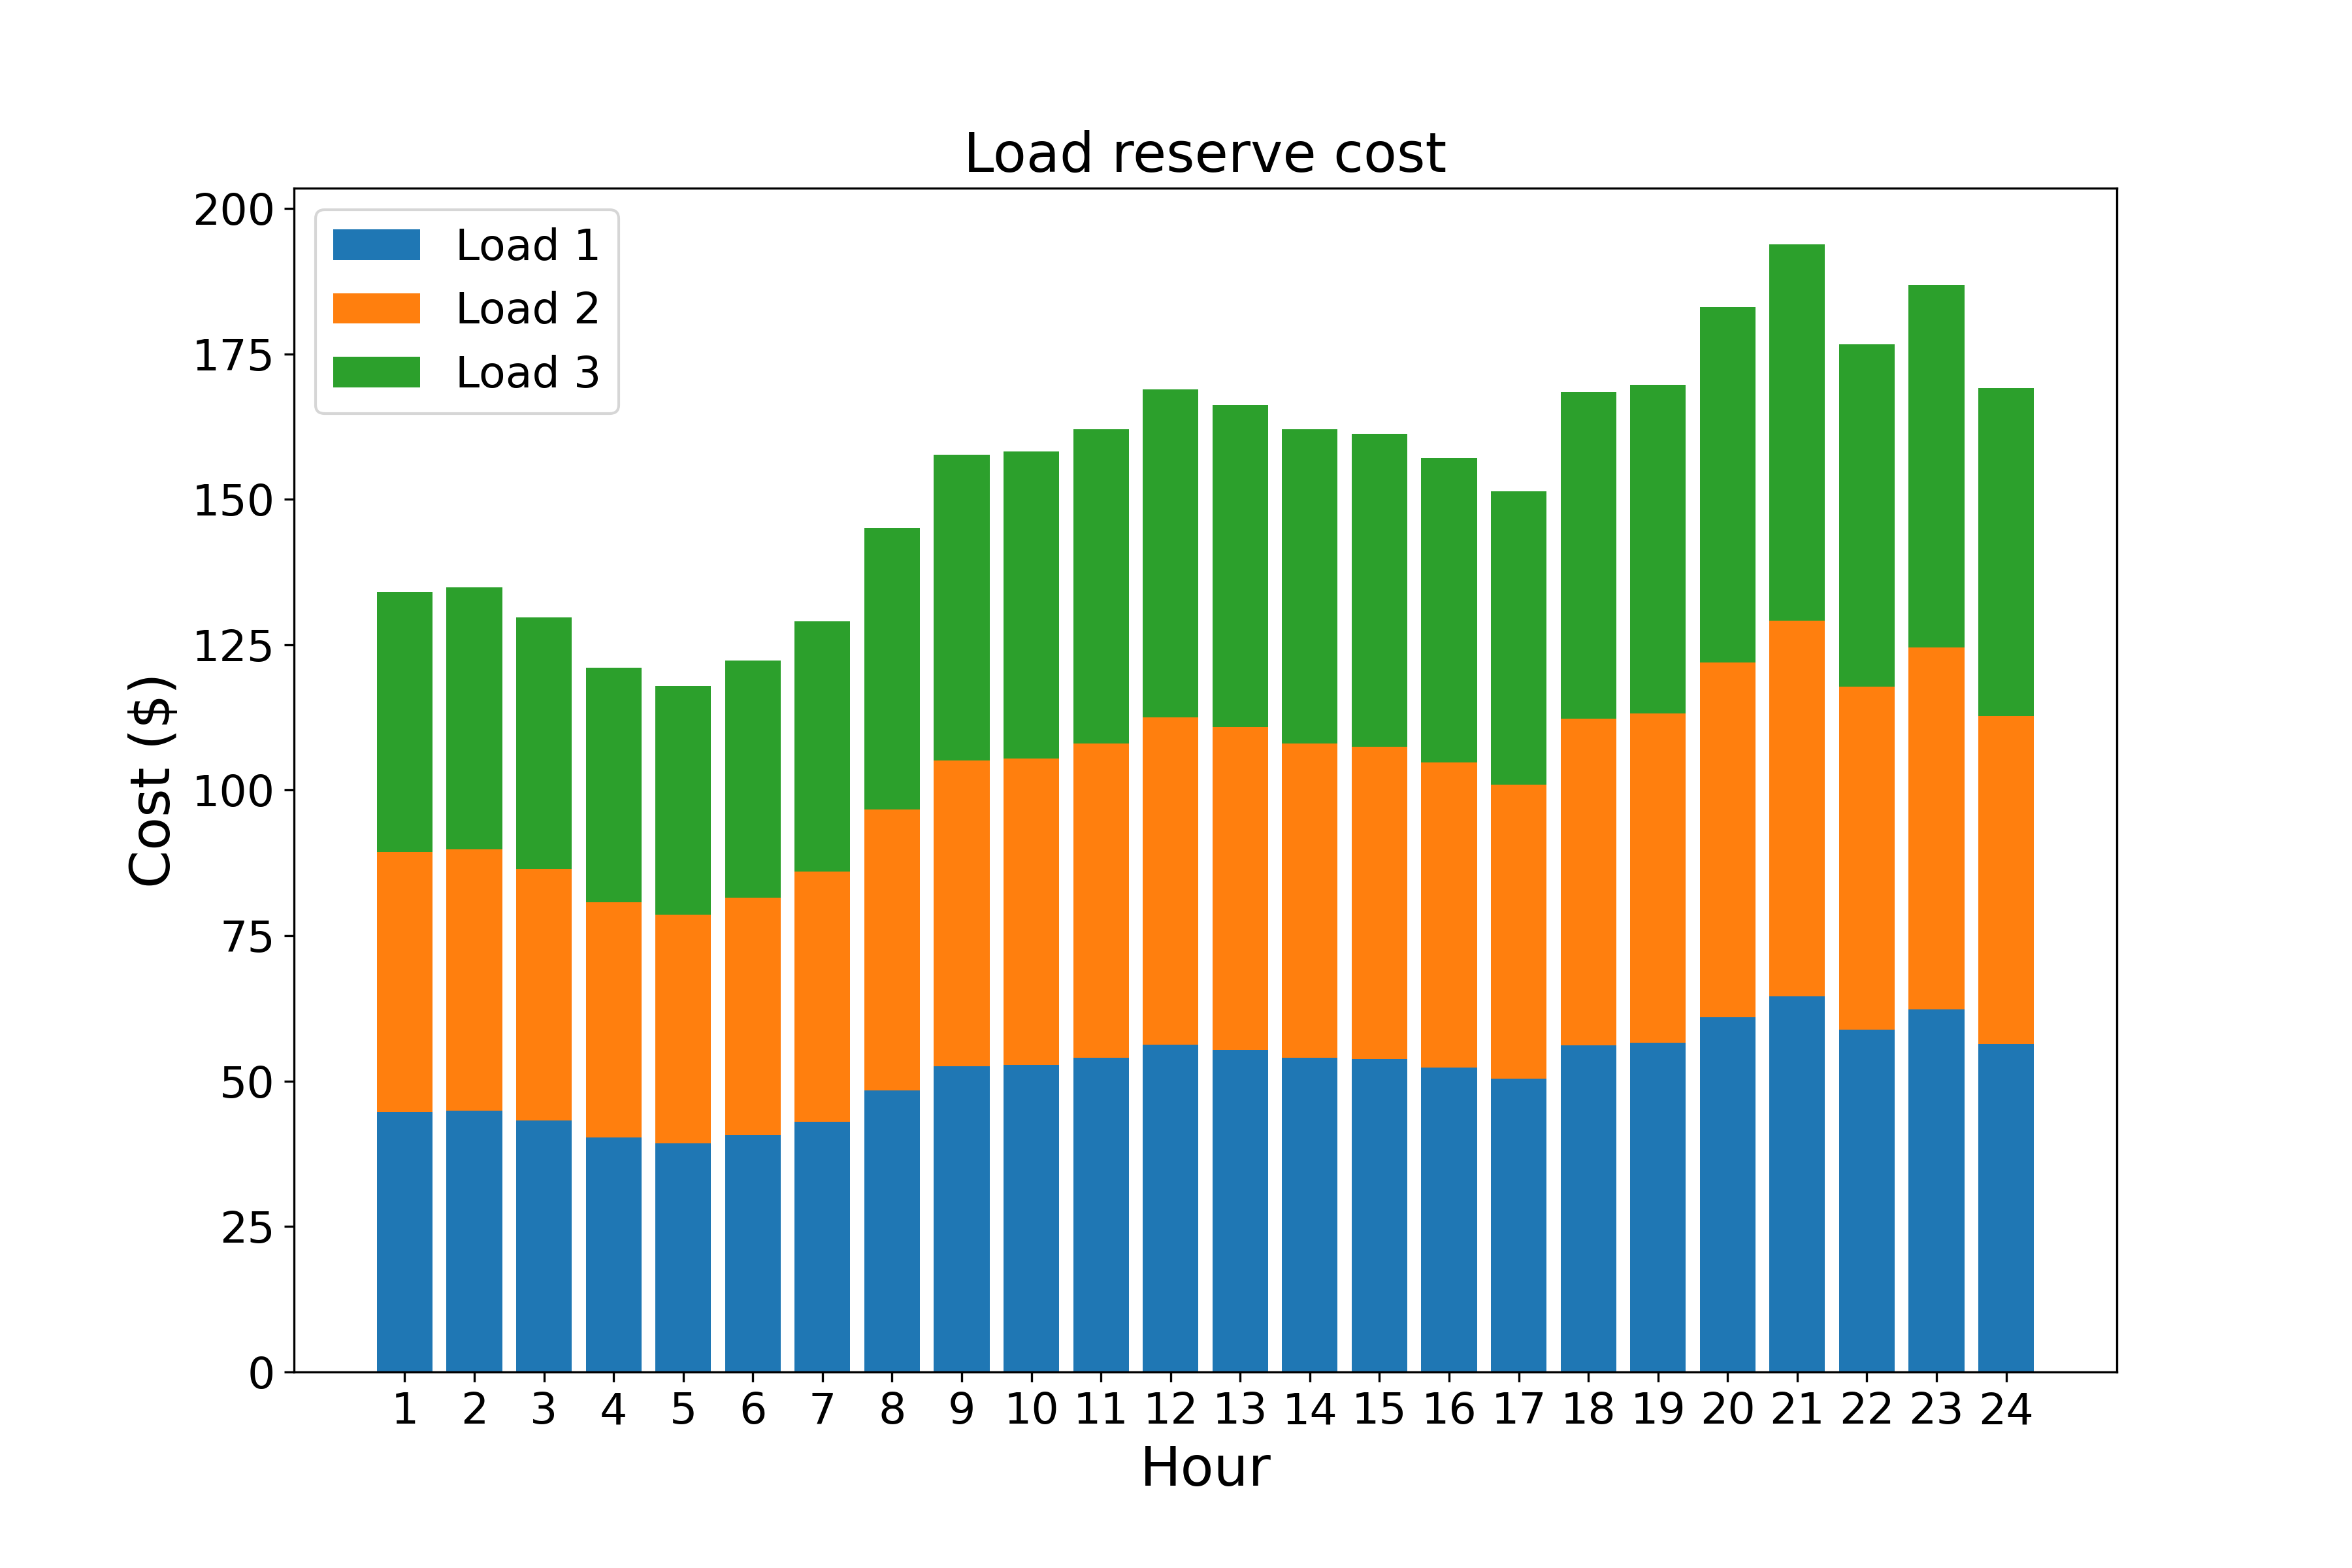 Load reserve cost
200
175
150
125
100
75
50
25
0
Cost ($)
Load 1
Load 2
Load 3
1 2 3 4 5 6 7 8 9 10 11 12 13 14 15 16 17 18 19 20 21 22 23 24
Hour